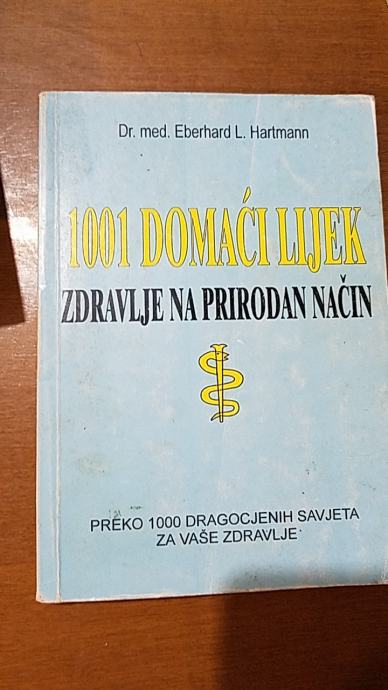 Dr. med. Eberhard L. Hartmann
1001 DOMAĆI LIJEK
ZDRAVLJE NA PRIRODAN NAČIN
PREKO 1000 DRAGOCJENIH SAVJETA
ZA VAŠE ZDRAVLJE